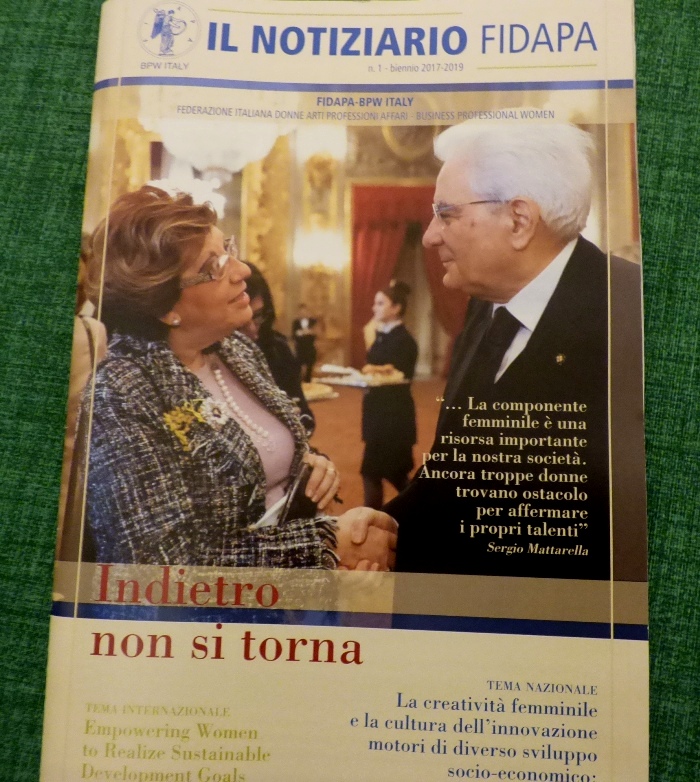 IL NOTIZIARIO FIDAPA
BPW ITALY
n. 1 - biennio 2017-2019
FIDAPA-BPW ITALY
FEDERAZIONE ITALIANA DONNE ARTI PROFESSIONI AFFARI - BUSINESS PROFESSIONAL WOMEN
“... La componente
femminile è una
risorsa importante
per la nostra società.
Ancora troppe donne
trovano ostacolo
per affermare
i propri talenti”
Sergio Mattarella
Indietro
non si torna
TEMA INTERNAZIONALE
Empowering Women
to Realize Sustainable
Development Goals
TEMA NAZIONALE
La creatività femminile
e la cultura dell'innovazione
motori di diverso sviluppo
socio-economico: